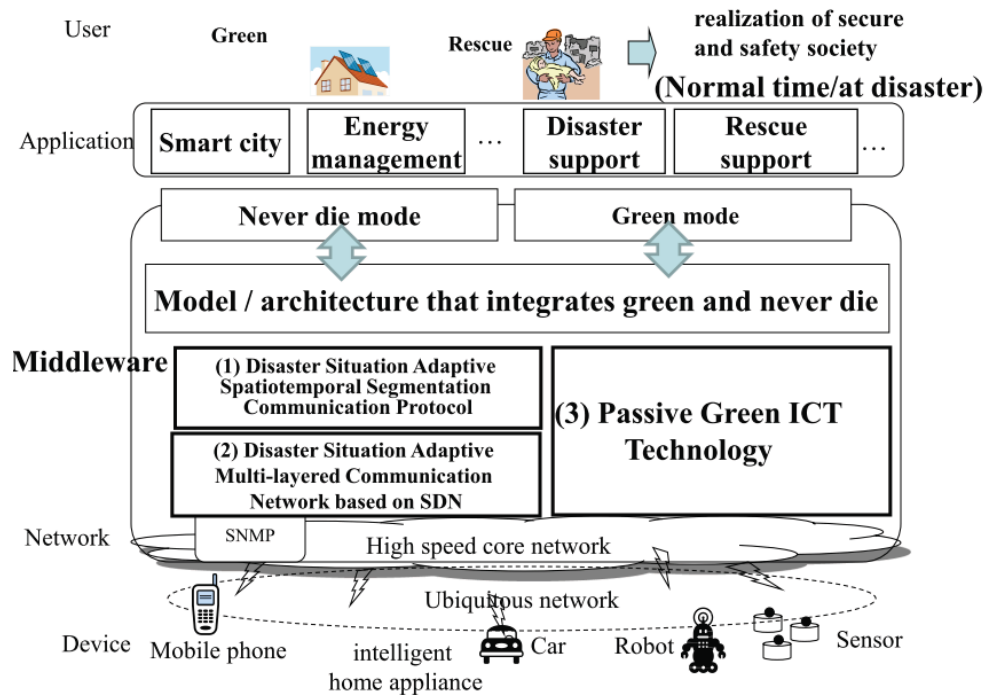 User
Green
Rescue
realization of secure
and safety society
(Normal time/at disaster)
Application
Smart city
Energy
management
...
Disaster
support
Rescue
support
...
Never die mode
Green mode
Model / architecture that integrates green and never die
Middleware
(1) Disaster Situation Adaptive
Spatiotemporal Segmentation
Communication Protocol
(2) Disaster Situation Adaptive
Multi-layered Communication
Network based on SDN
(3) Passive Green ICT
Technology
Network
SNMP
High speed core network
Ubiquitous network
Device
Mobile phone
intelligent
home appliance
Car
Robot
Sensor